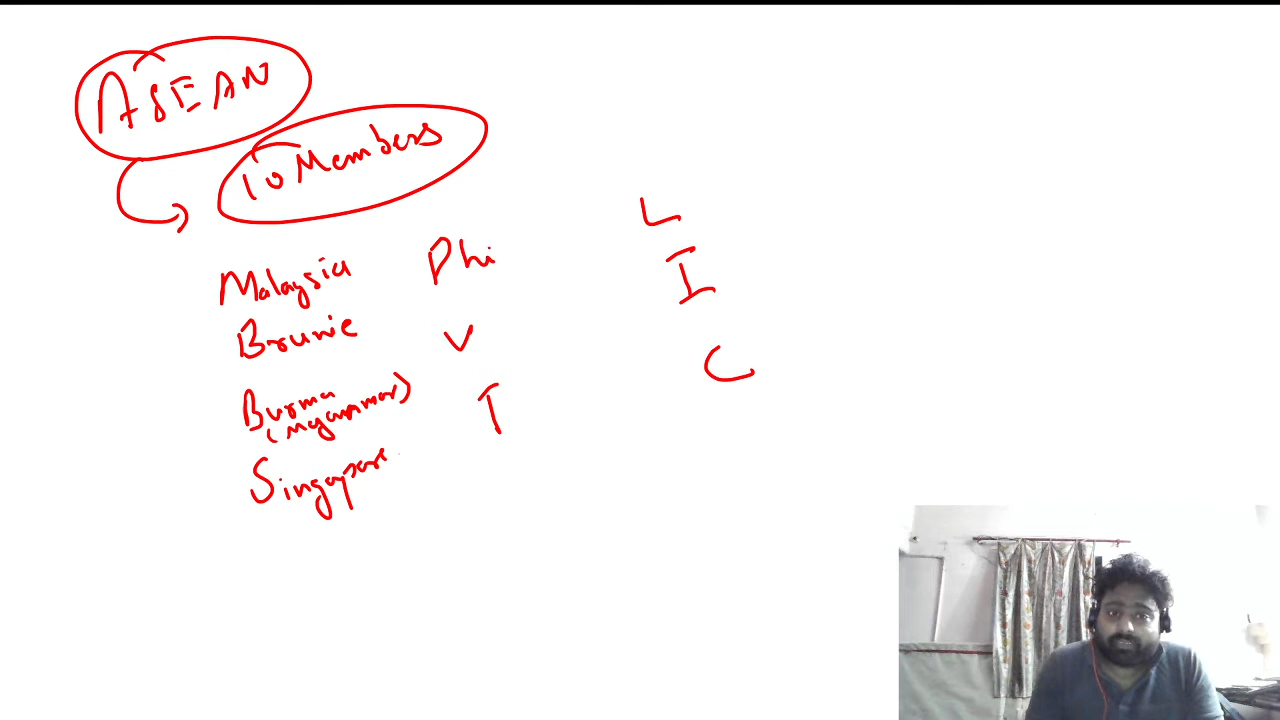 ASEAN
10 Members
Malaysia
Brunie
Burma
(Myanmar)
Singapore
Phi
V
T
L
I
C